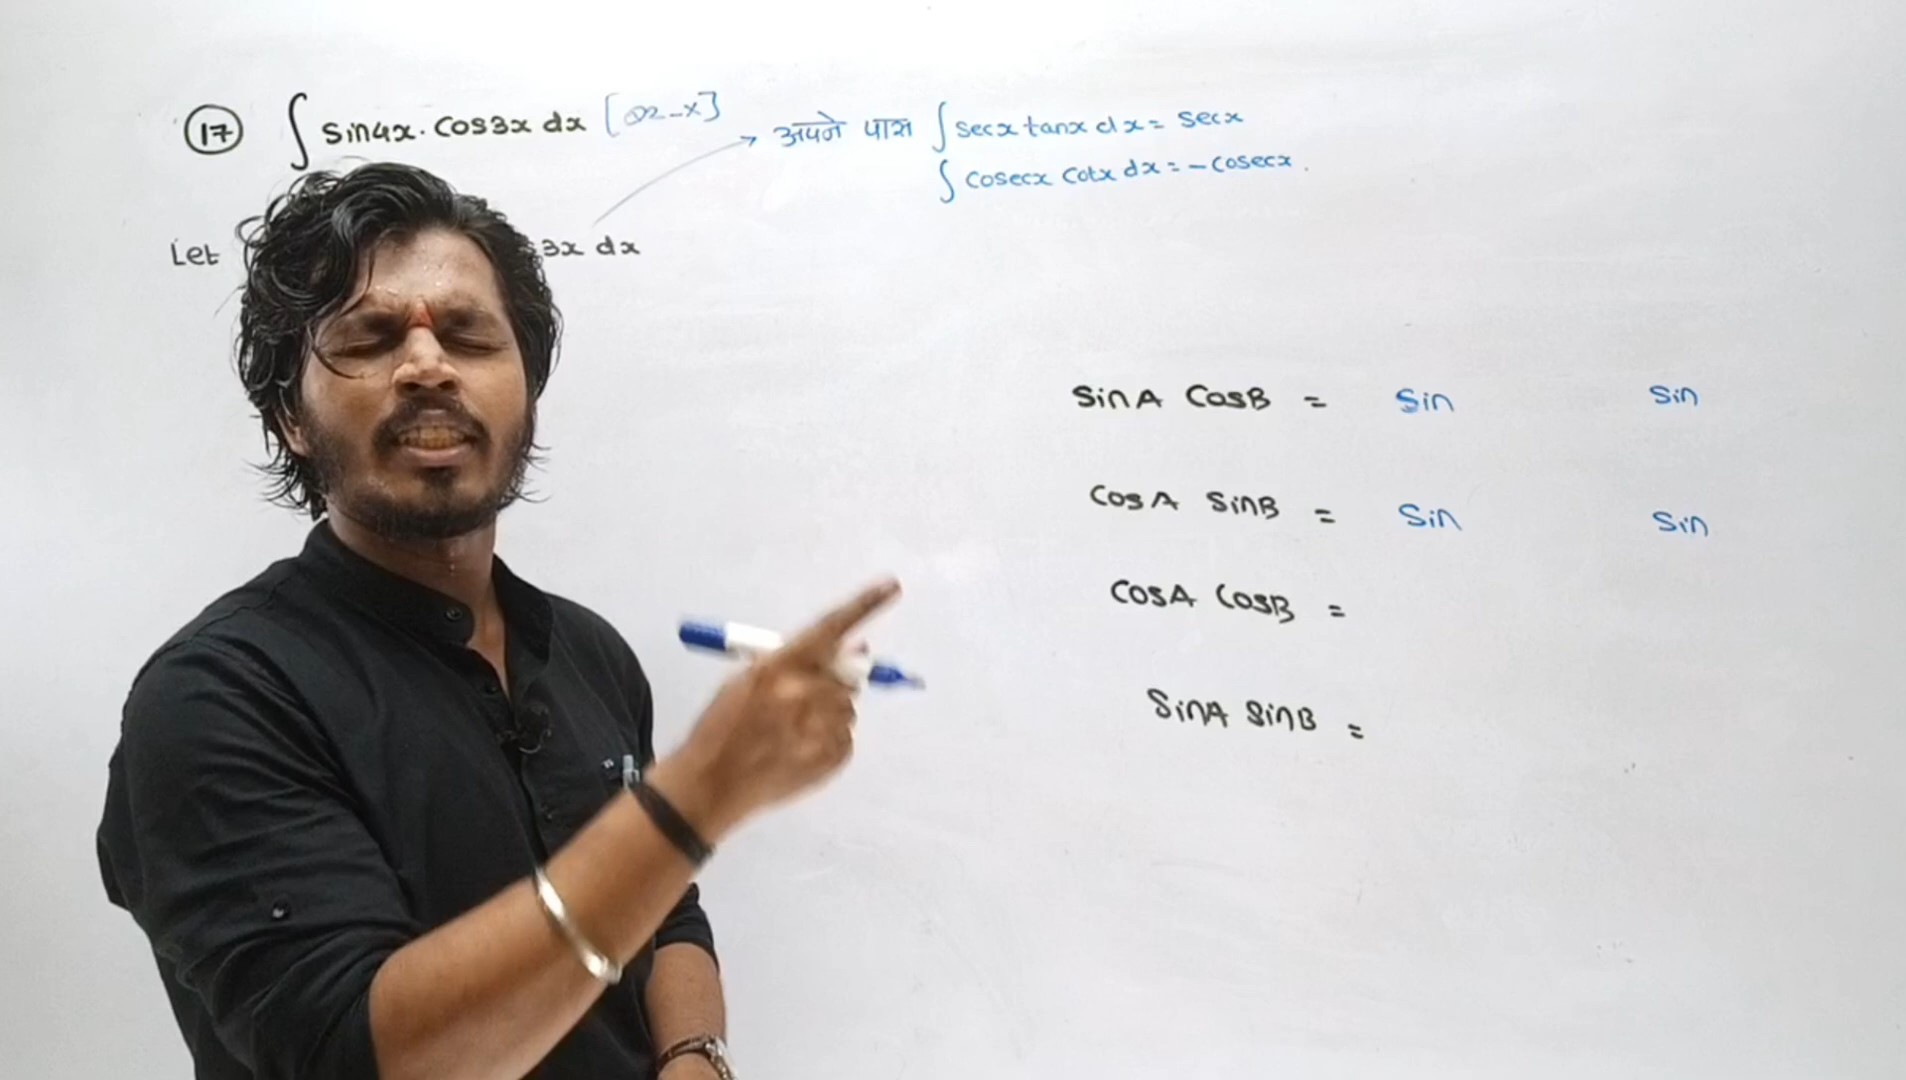 17 ∫ sin4x . cos3x dx
→ अपने पास ∫ secx tanx dx = secx
∫ cosecx cotx dx = - cosecx .
Let 3x dx
SinA CosB = Sin Sin
CosA SinB = Sin Sin
CosA CosB =
SinA SinB =